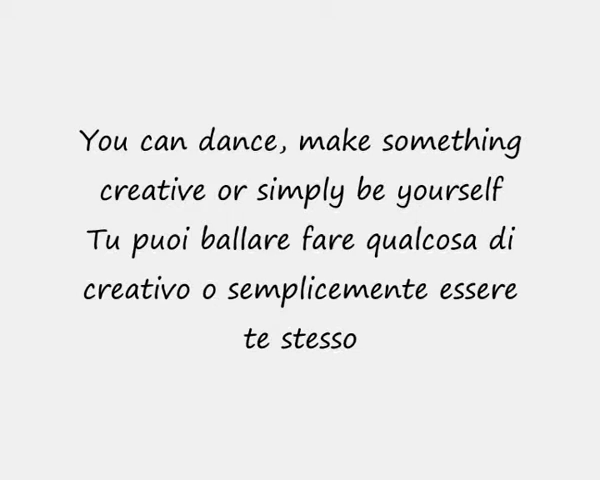 You can dance, make something
creative or simply be yourself
Tu puoi ballare fare qualcosa di
creativo o semplicemente essere
te stesso